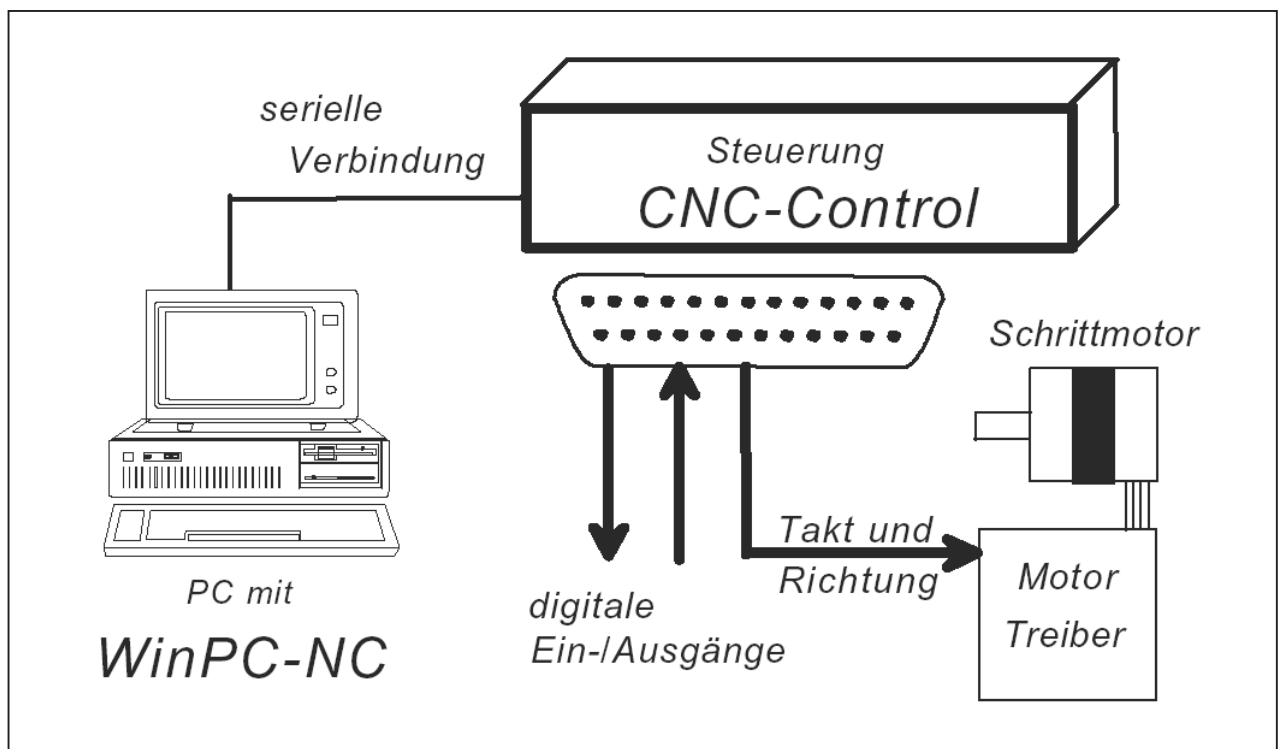 serielle
Verbindung
Steuerung
CNC-Control
Schrittmotor
Takt und
Richtung
Motor
Treiber
digitale
Ein-/Ausgänge
PC mit
WinPC-NC